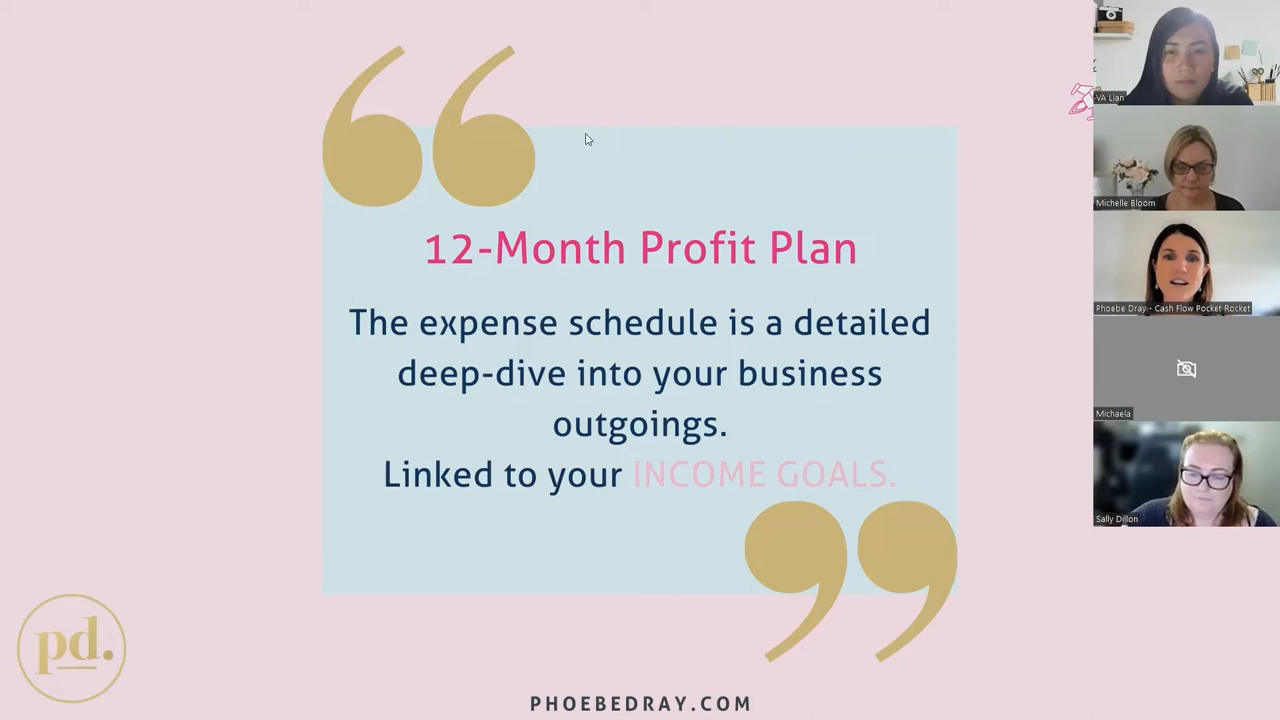 12-Month Profit Plan
The expense schedule is a detailed
deep-dive into your business
outgoings.
Linked to your INCOME GOALS.
pd.
PHOEBEDRAY.COM
VA Lian
Michelle Bloom
Phoebe Dray - Cash Flow Pocket Rocket
Michaela
Sally Dillon